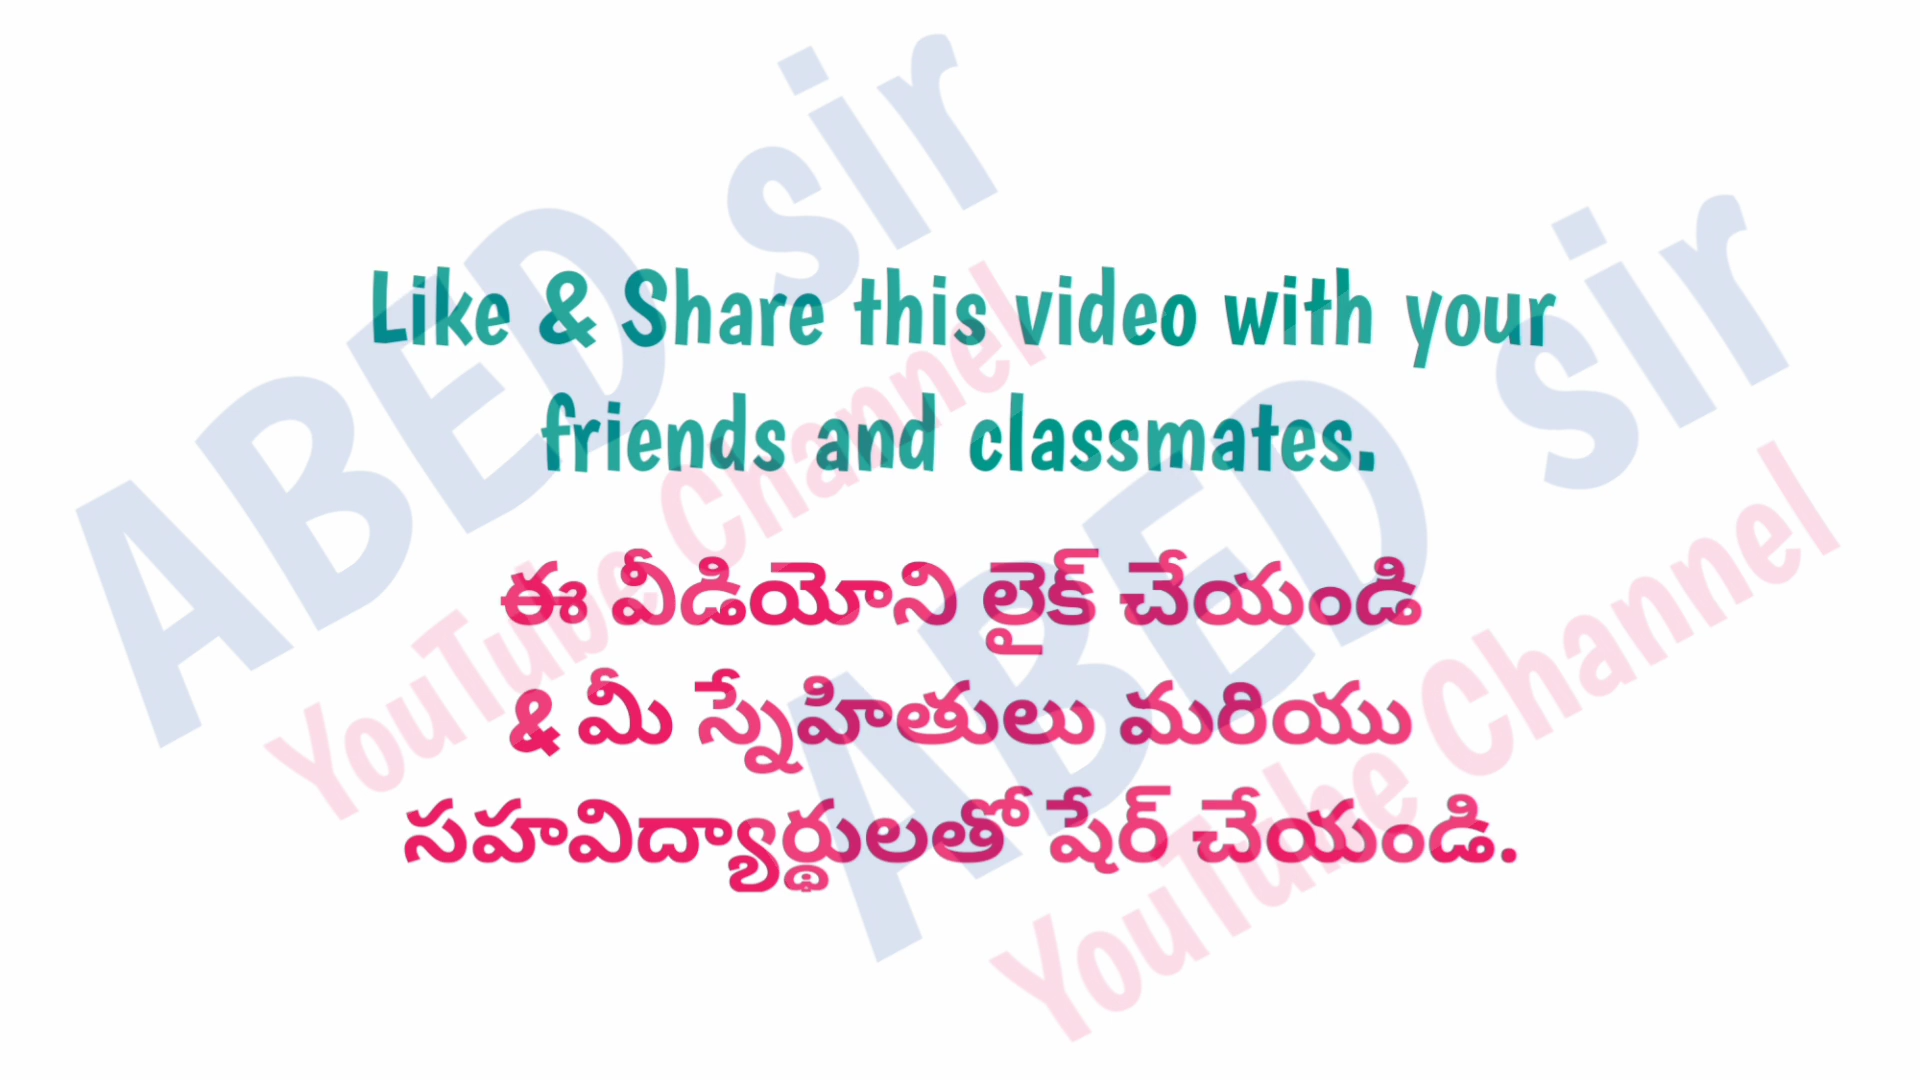 Like & Share this video with your
friends and classmates.
ఈ వీడియోని లైక్ చేయండి
& మీ స్నేహితులు మరియు
సహవిద్యార్థులతో షేర్ చేయండి.
ABED sir
YouTube Channel
ABED sir
YouTube Channel